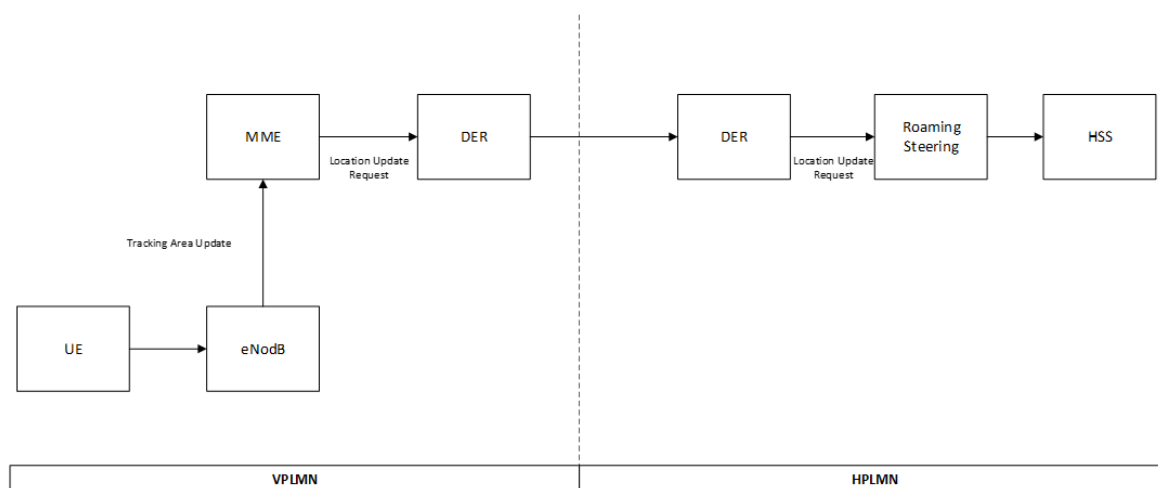 MME
DER
DER
Roaming
Steering
HSS
Location Update
Request
Location Update
Request
Tracking Area Update
UE
eNodB
VPLMN
HPLMN